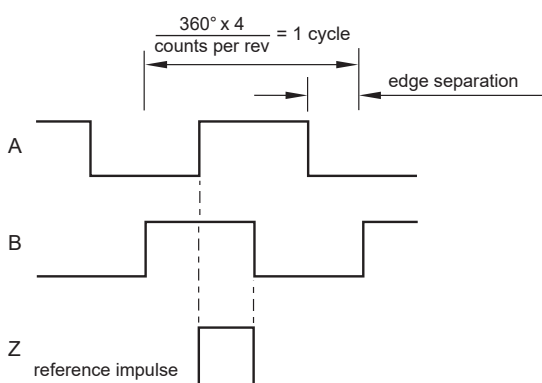 360° x 4
counts per rev
= 1 cycle
edge separation
A
B
Z
reference impulse